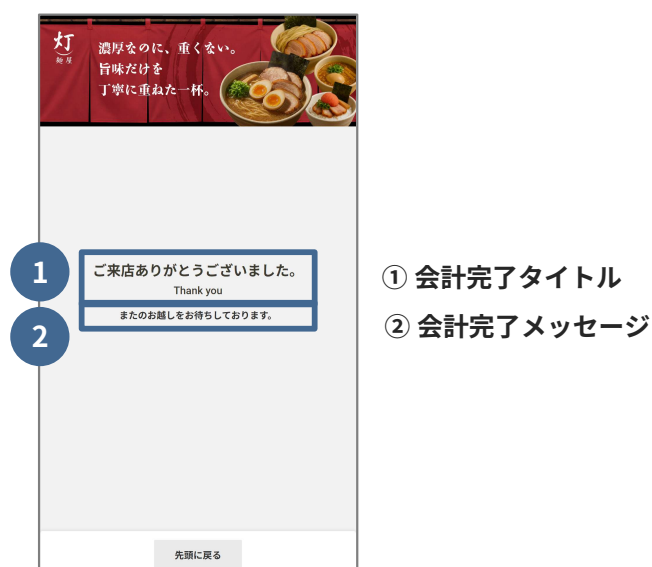 灯
麺屋
濃厚なのに、重くない。
旨味だけを
丁寧に重ねた一杯。
1
ご来店ありがとうございました。
Thank you
2
またのお越しをお待ちしております。
① 会計完了タイトル
② 会計完了メッセージ
先頭に戻る